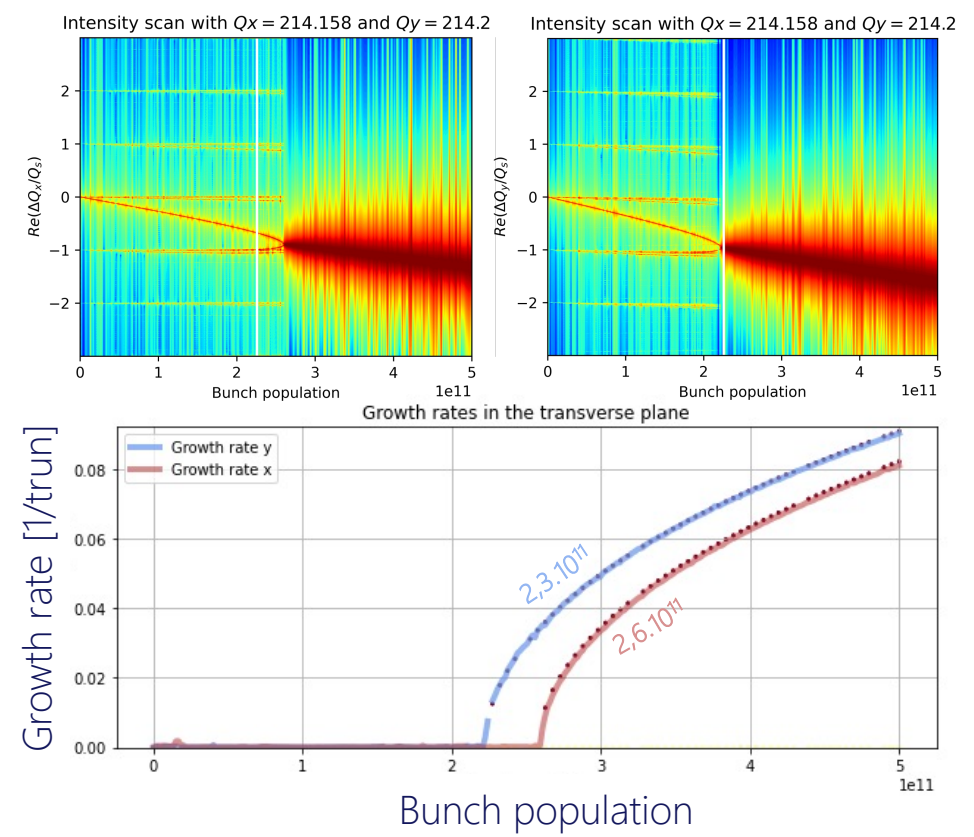 Intensity scan with Qx = 214.158 and Qy = 214.2
Re(ΔQx/Qs)
2
1
0
−1
−2
0 1 2 3 4 5
1e11
Bunch population
Intensity scan with Qx = 214.158 and Qy = 214.2
Re(ΔQy/Qs)
2
1
0
−1
−2
0 1 2 3 4 5
1e11
Bunch population
Growth rates in the transverse plane
Growth rate [1/trun]
Growth rate y
Growth rate x
0.08
0.06
0.04
0.02
0.00
2,3.10¹¹
2,6.10¹¹
0 1 2 3 4 5
1e11
Bunch population